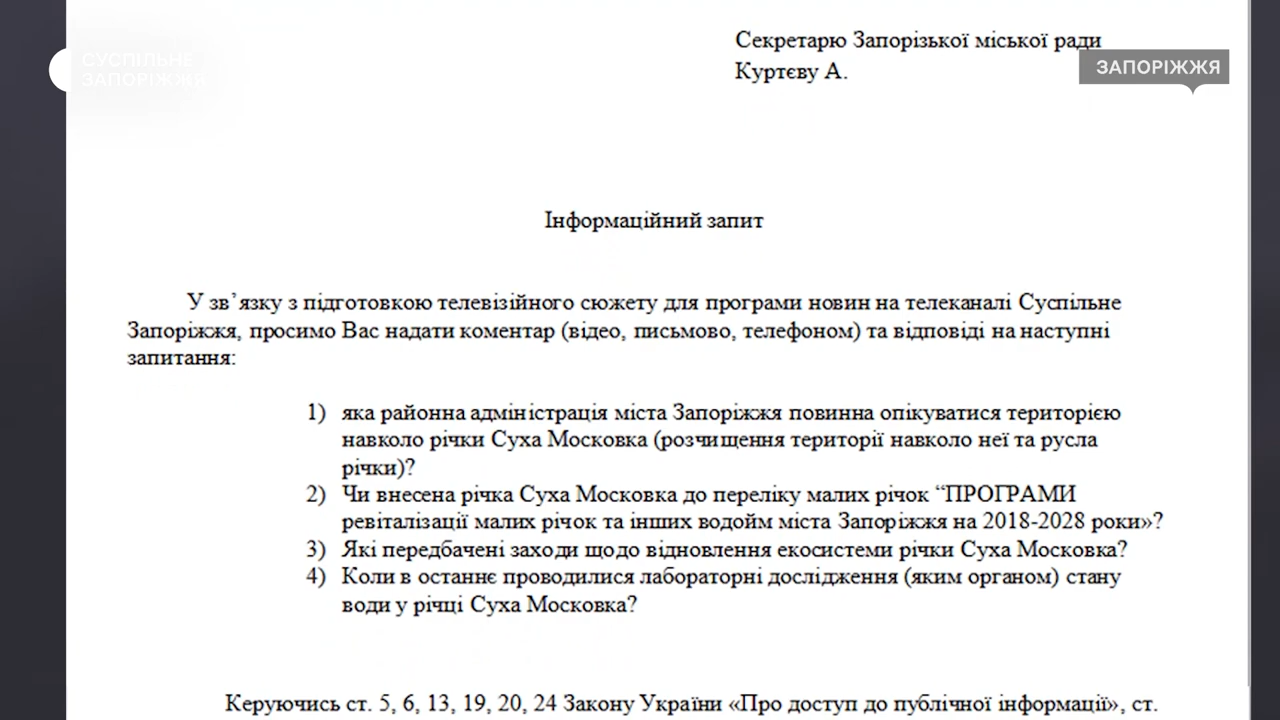 СУСПІЛЬНЕ
ЗАПОРІЖЖЯ
Секретарю Запорізької міської ради
ЗАПОРІЖЖЯ
Куртєву А.
Інформаційний запит
У зв’язку з підготовкою телевізійного сюжету для програми новин на телеканалі Суспільне
Запоріжжя, просимо Вас надати коментар (відео, письмово, телефоном) та відповіді на наступні
запитання:
1) яка районна адміністрація міста Запоріжжя повинна опікуватися територією
навколо річки Суха Московка (розчищення території навколо неї та русла
річки)?
2) Чи внесена річка Суха Московка до переліку малих річок “ПРОГРАМИ
ревіталізації малих річок та інших водойм міста Запоріжжя на 2018-2028 роки»?
3) Які передбачені заходи щодо відновлення екосистеми річки Суха Московка?
4) Коли в останнє проводилися лабораторні дослідження (яким органом) стану
води у річці Суха Московка?
Керуючись ст. 5, 6, 13, 19, 20, 24 Закону України «Про доступ до публічної інформації», ст.